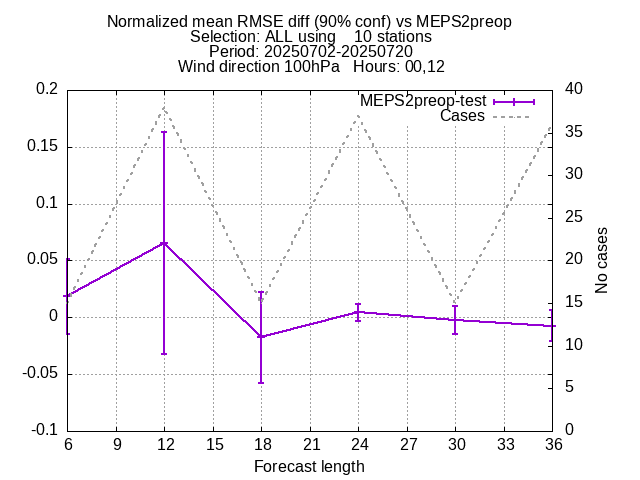 Normalized mean RMSE diff (90% conf) vs MEPS2preop
Selection: ALL using    10 stations
Period: 20250702-20250720
Wind direction 100hPa   Hours: 00,12
MEPS2preop-test
Cases
0.2
0.15
0.1
0.05
0
-0.05
-0.1
40
35
30
25
20
15
10
5
0
No cases
6 9 12 15 18 21 24 27 30 33 36
Forecast length